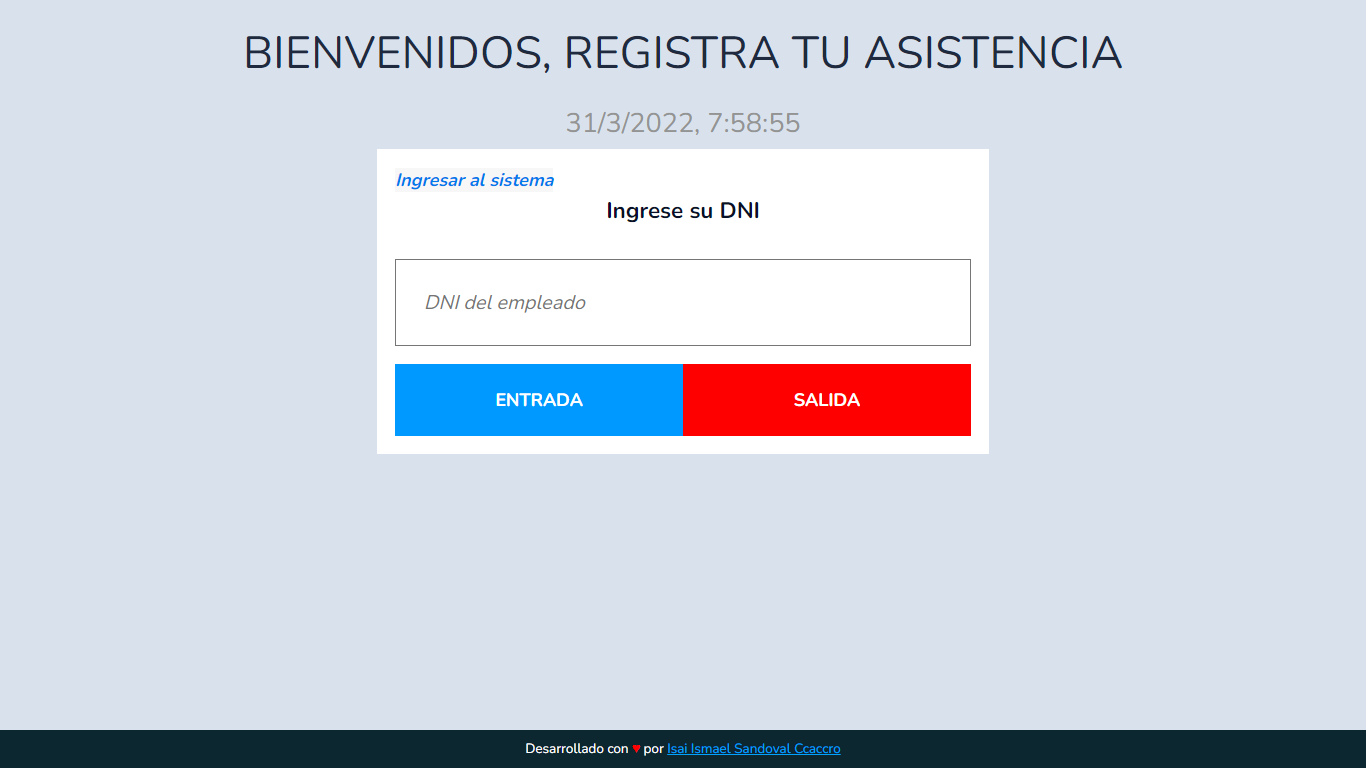 BIENVENIDOS, REGISTRA TU ASISTENCIA
31/3/2022, 7:58:55
Ingresar al sistema
Ingrese su DNI
DNI del empleado
ENTRADA SALIDA
Desarrollado con ♥ por Isai Ismael Sandoval Ccaccro